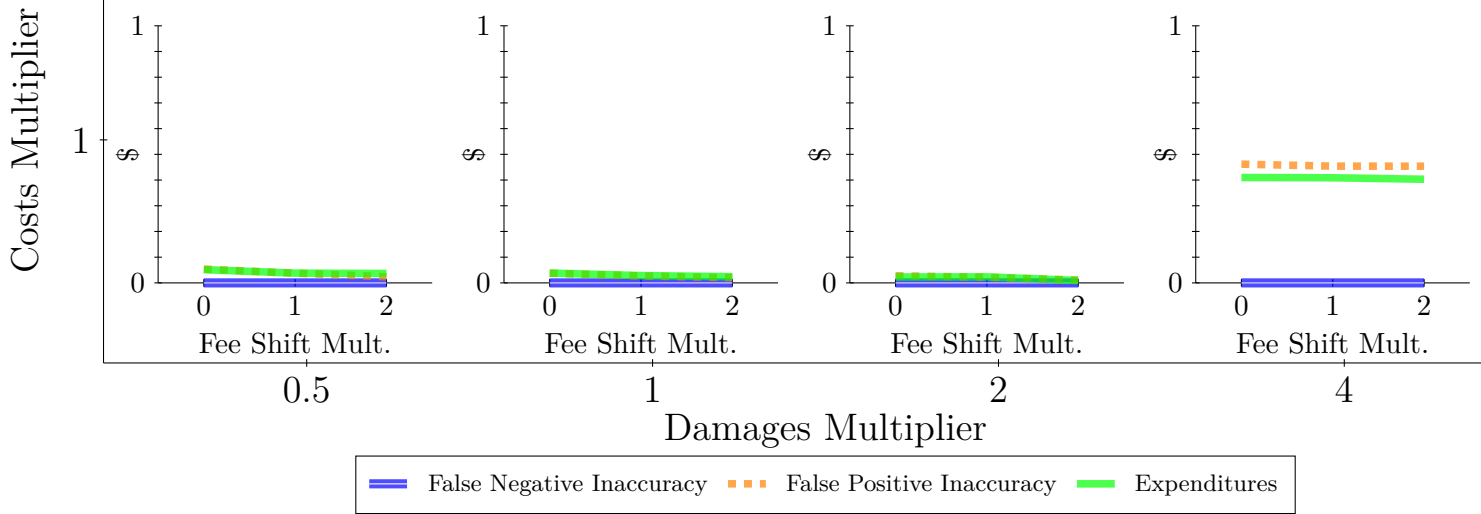 Costs Multiplier
1
1
$
0
0 1 2
Fee Shift Mult.
0.5
1
$
0
0 1 2
Fee Shift Mult.
1
1
$
0
0 1 2
Fee Shift Mult.
2
1
$
0
0 1 2
Fee Shift Mult.
4
Damages Multiplier
False Negative Inaccuracy False Positive Inaccuracy Expenditures